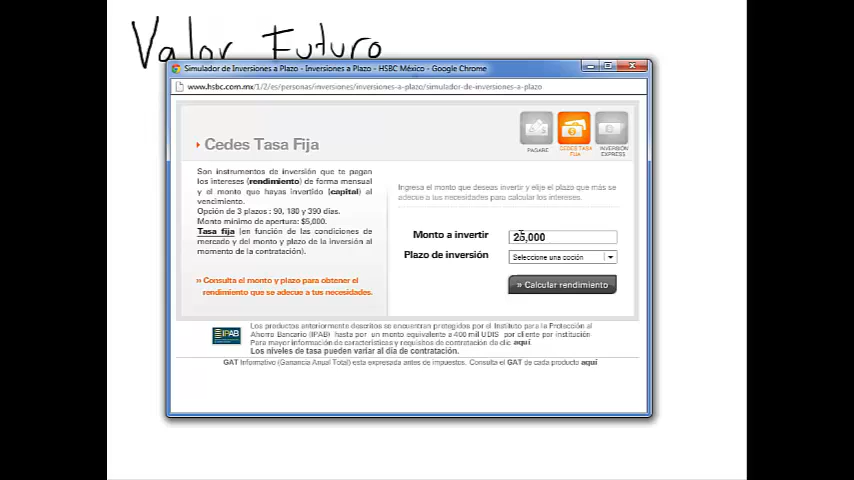 Valor Futuro
Simulador de Inversiones a Plazo - Inversiones a Plazo - HSBC México - Google Chrome
www.hsbc.com.mx/1/2/es/personas/inversiones/inversiones-a-plazo/simulador-de-inversiones-a-plazo
Cedes Tasa Fija
PAGARE
CEDES TASA FIJA
INVERSIÓN EXPRESS
Son instrumentos de inversión que te pagan
los intereses (rendimiento) de forma mensual
y el monto que hayas invertido (capital) al
vencimiento.
Opción de 3 plazos : 90, 180 y 390 días.
Monto mínimo de apertura: $5,000.
Tasa fija (en función de las condiciones de
mercado y del monto y plazo de la inversión al
momento de la contratación).
» Consulta el monto y plazo para obtener el
rendimiento que se adecue a tus necesidades.
Ingresa el monto que deseas invertir y elije el plazo que más se
adecue a tus necesidades para calcular los intereses.
Monto a invertir
25,000
Plazo de inversión
Seleccione una opción
» Calcular rendimiento
IPAB
Los productos anteriormente descritos se encuentran protegidos por el Instituto para la Protección al
Ahorro Bancario (IPAB) hasta por un monto equivalente a 400 mil UDIS por cliente por institución
Para mayor información de características y requisitos de contratación da clic aquí.
Los niveles de tasa pueden variar al día de contratación.
GAT Informativo (Ganancia Anual Total) esta expresada antes de impuestos. Consulta el GAT de cada producto aquí